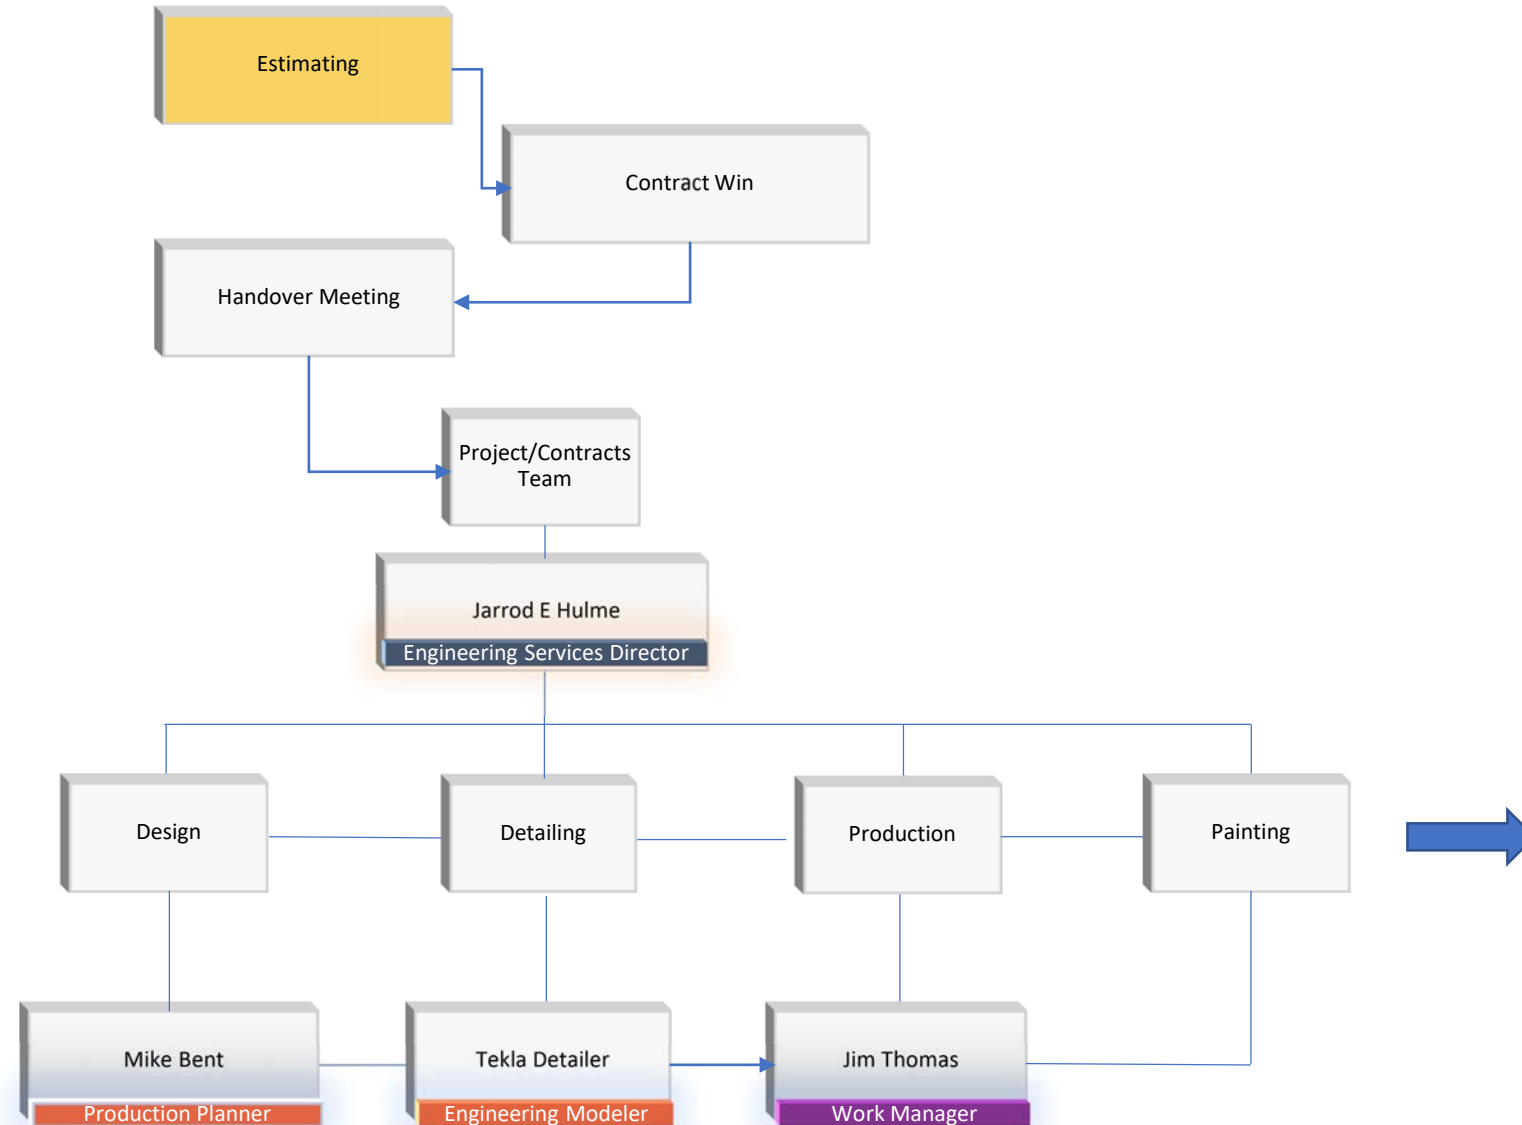 Estimating
Contract Win
Handover Meeting
Project/Contracts
Team
Jarrod E Hulme
Engineering Services Director
Design
Detailing
Production
Painting
Mike Bent
Tekla Detailer
Jim Thomas
Production Planner
Engineering Modeler
Work Manager